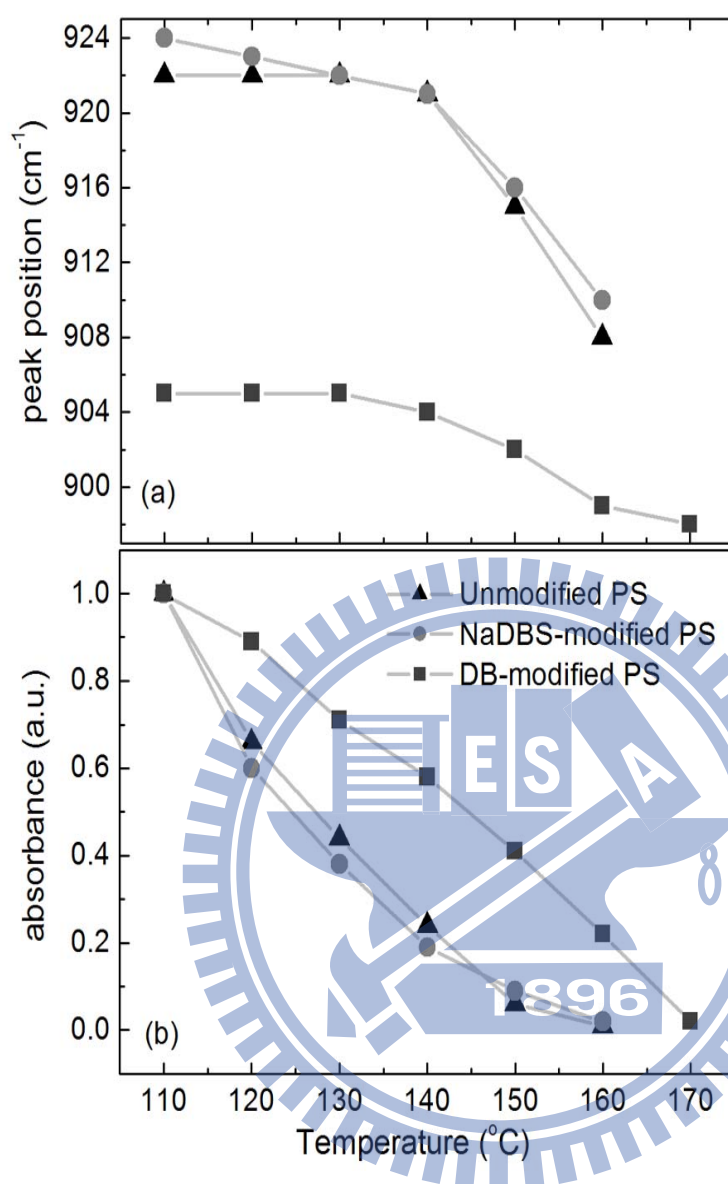 924
920
916
912
908
904
900
peak position (cm-1)
(a)
1.0
0.8
0.6
0.4
0.2
0.0
absorbance (a.u.)
Unmodified PS
NaDBS-modified PS
DB-modified PS
(b)
E S A
8
1896
110 120 130 140 150 160 170
Temperature (°C)